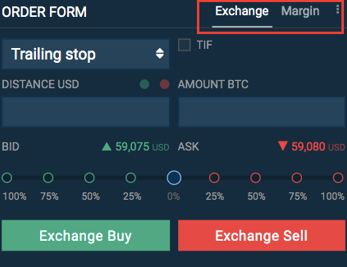 ORDER FORM Exchange Margin
Trailing stop TIF
DISTANCE USD AMOUNT BTC
BID 59,075 USD ASK 59,080 USD
100% 75% 50% 25% 0% 25% 50% 75% 100%
Exchange Buy Exchange Sell